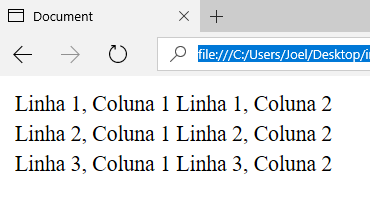 Document
file:///C:/Users/Joel/Desktop/i
Linha 1, Coluna 1 Linha 1, Coluna 2
Linha 2, Coluna 1 Linha 2, Coluna 2
Linha 3, Coluna 1 Linha 3, Coluna 2